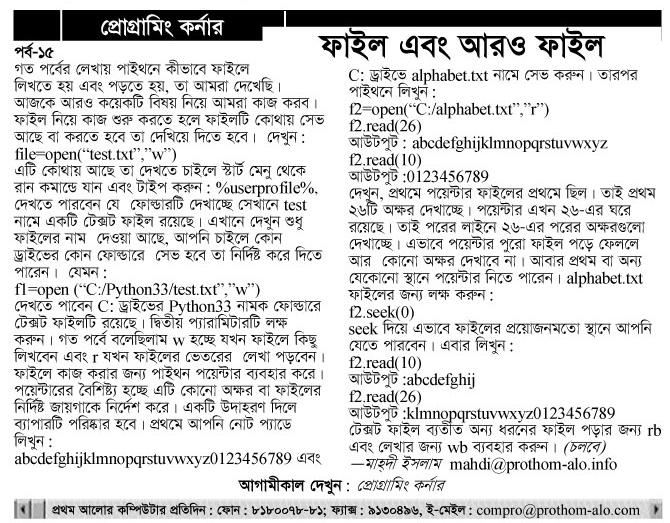 প্রোগ্রামিং কর্নার
ফাইল এবং আরও ফাইল
পর্ব-১৫
গত পর্বের লেখায় পাইথনে কীভাবে ফাইলে
লিখতে হয় এবং পড়তে হয়, তা আমরা দেখেছি।
আজকে আরও কয়েকটি বিষয় নিয়ে আমরা কাজ করব।
ফাইল নিয়ে কাজ শুরু করতে হলে ফাইলটি কোথায় সেভ
আছে বা করতে হবে তা দেখিয়ে দিতে হবে। দেখুন :
file=open(“test.txt”,”w”)
এটি কোথায় আছে তা দেখতে চাইলে স্টার্ট মেনু থেকে
রান কমান্ডে যান এবং টাইপ করুন : %userprofile%,
দেখতে পাবেন যে ফোল্ডারটি দেখাচ্ছে সেখানে test
নামে একটি টেক্সট ফাইল রয়েছে। এখানে দেখুন শুধু
ফাইলের নাম দেওয়া আছে, আপনি চাইলে কোন
ড্রাইভের কোন ফোল্ডারে সেভ হবে তা নির্দিষ্ট করে দিতে
পারেন। যেমন :
f1=open (“C:/Python33/test.txt”,”w”)
দেখতে পাবেন C: ড্রাইভের Python33 নামক ফোল্ডারে
টেক্সট ফাইলটি রয়েছে। দ্বিতীয় প্যারামিটারটি লক্ষ
করুন। গত পর্বে বলেছিলাম w হচ্ছে যখন ফাইলে কিছু
লিখবেন এবং r যখন ফাইলের ভেতরের লেখা পড়বেন।
ফাইলে কাজ করার জন্য পাইথন পয়েন্টার ব্যবহার করে।
পয়েন্টারের বৈশিষ্ট্য হচ্ছে এটি কোনো অক্ষর বা ফাইলের
নির্দিষ্ট জায়গাকে নির্দেশ করে। একটি উদাহরণ দিলে
ব্যাপারটি পরিষ্কার হবে। প্রথমে আপনি নোট প্যাডে
লিখুন :
abcdefghijklmnopqrstuvwxyz0123456789 এবং
C: ড্রাইভে alphabet.txt নামে সেভ করুন। তারপর
পাইথনে লিখুন :
f2=open(“C:/alphabet.txt”,”r”)
f2.read(26)
আউটপুট : abcdefghijklmnopqrstuvwxyz
f2.read(10)
আউটপুট :0123456789
দেখুন, প্রথমে পয়েন্টার ফাইলের প্রথমে ছিল। তাই প্রথম
২৬টি অক্ষর দেখাচ্ছে। পয়েন্টার এখন ২৬-এর ঘরে
রয়েছে। তাই পরের লাইনে ২৬-এর পরের অক্ষরগুলো
দেখাচ্ছে। এভাবে পয়েন্টার পুরো ফাইল পড়ে ফেললে
আর কোনো অক্ষর দেখাবে না। আবার প্রথম বা অন্য
যেকোনো স্থানে পয়েন্টার নিতে পারেন। alphabet.txt
ফাইলের জন্য লক্ষ করুন :
f2.seek(0)
seek দিয়ে এভাবে ফাইলের প্রয়োজনমতো স্থানে আপনি
যেতে পারবেন। এবার লিখুন :
f2.read(10)
আউটপুট :abcdefghij
f2.read(26)
আউটপুট :klmnopqrstuvwxyz0123456789
টেক্সট ফাইল ব্যতীত অন্য ধরনের ফাইল পড়ার জন্য rb
এবং লেখার জন্য wb ব্যবহার করুন। (চলবে)
—মাহ্‌দী ইসলাম mahdi@prothom-alo.info
আগামীকাল দেখুন : প্রোগ্রামিং কর্নার
প্রথম আলোর কম্পিউটার প্রতিদিন : ফোন : ৮১৮০০৭৮-৮১; ফ্যাক্স : ৯১৩০৪৯৬, ই-মেইল : compro@prothom-alo.com